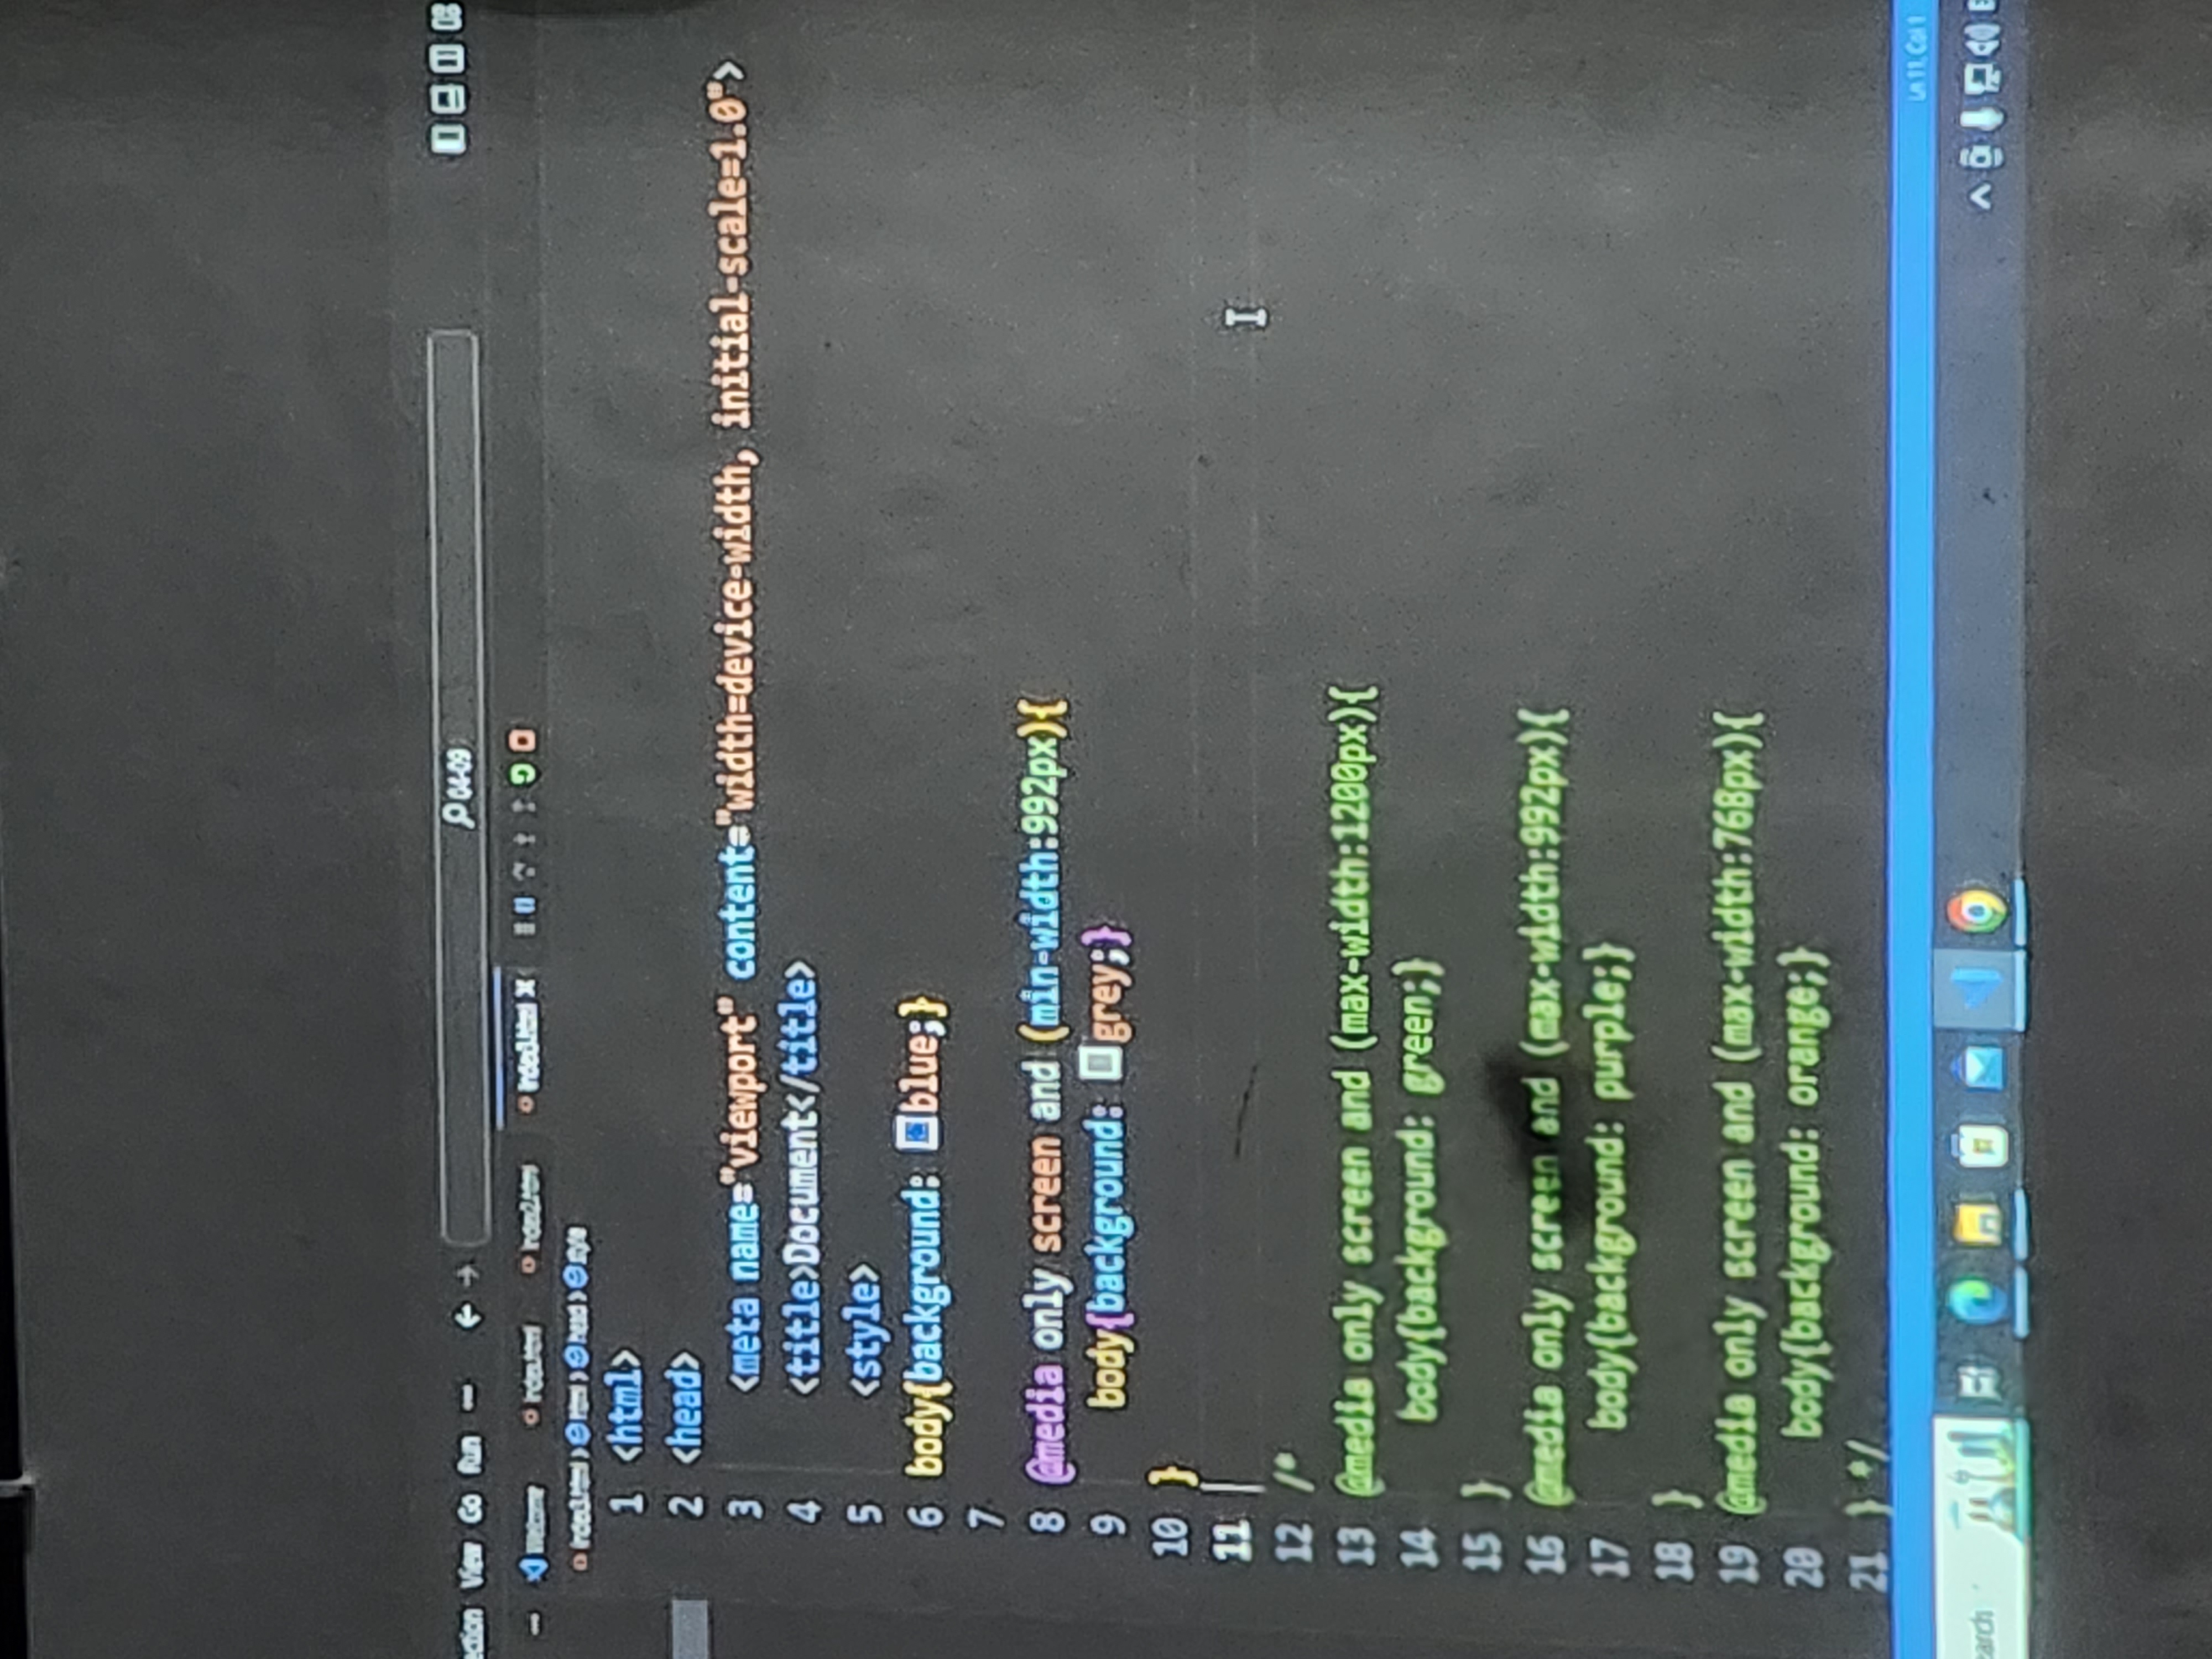 View Go Run
04-09
Welcome index.html index2.html index3.html
index3.html > html > head > style
1 <html>
2 <head>
3 <meta name="viewport" content="width=device-width, initial-scale=1.0">
4 <title>Document</title>
5 <style>
6 body{background: blue;}
7
8 @media only screen and (min-width:992px){
9 body{background: grey;}
10 }
11
12 /*
13 @media only screen and (max-width:1200px){
14 body{background: green;}
15 }
16 @media only screen and (max-width:992px){
17 body{background: purple;}
18 }
19 @media only screen and (max-width:768px){
20 body{background: orange;}
21 } */
Ln 11, Col 1
earch